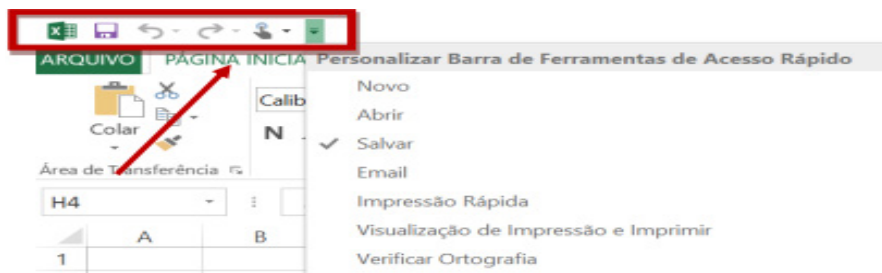 ARQUIVO PÁGINA INICIA
Personalizar Barra de Ferramentas de Acesso Rápido
Novo
Abrir
Salvar
Email
Impressão Rápida
Visualização de Impressão e Imprimir
Verificar Ortografia
Colar
Calib
N
Área de Transferência
H4
A B
1